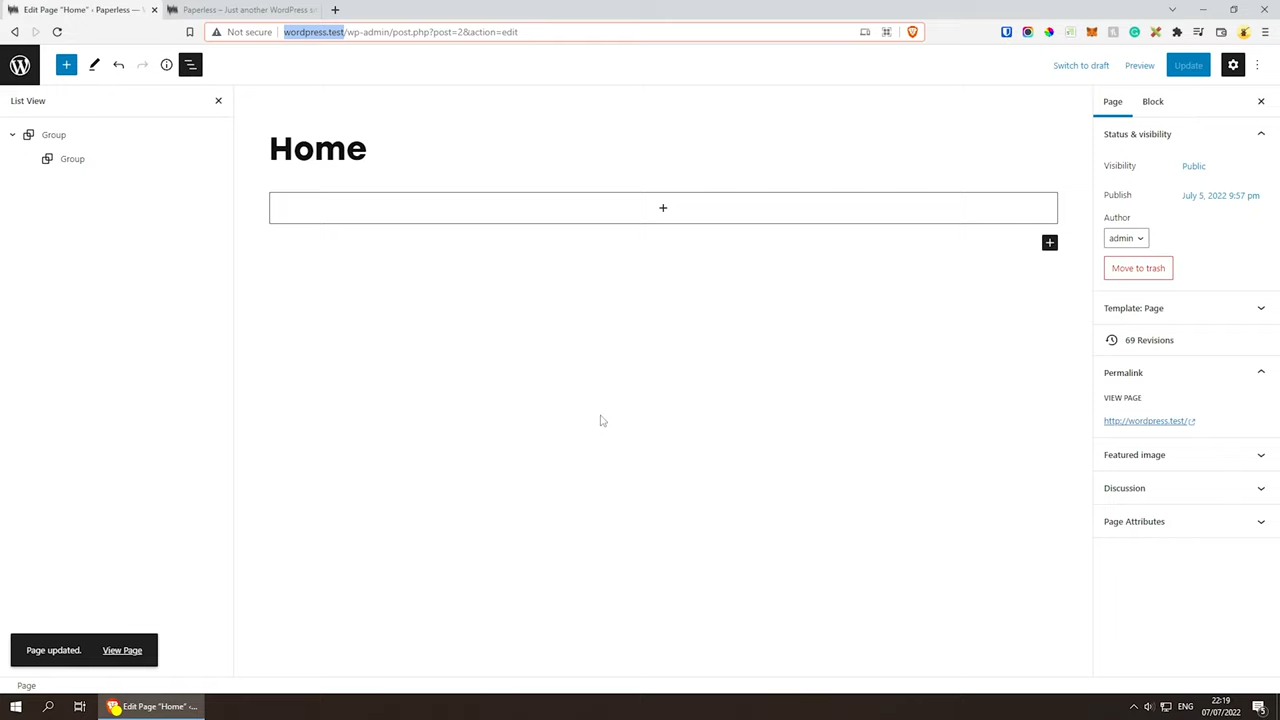 Edit Page "Home" ‹ Paperless — W
Paperless – Just another WordPress s
Not secure
wordpress.test/wp-admin/post.php?post=2&action=edit
Switch to draft
Preview
Update
List View
Group
Group
Home
Page
Block
Status & visibility
Visibility
Public
Publish
July 5, 2022 9:57 pm
Author
admin
Move to trash
Template: Page
69 Revisions
Permalink
VIEW PAGE
http://wordpress.test/
Featured image
Discussion
Page Attributes
Page updated.
View Page
Page
Edit Page "Home" ‹...
ENG
22:19
07/07/2022